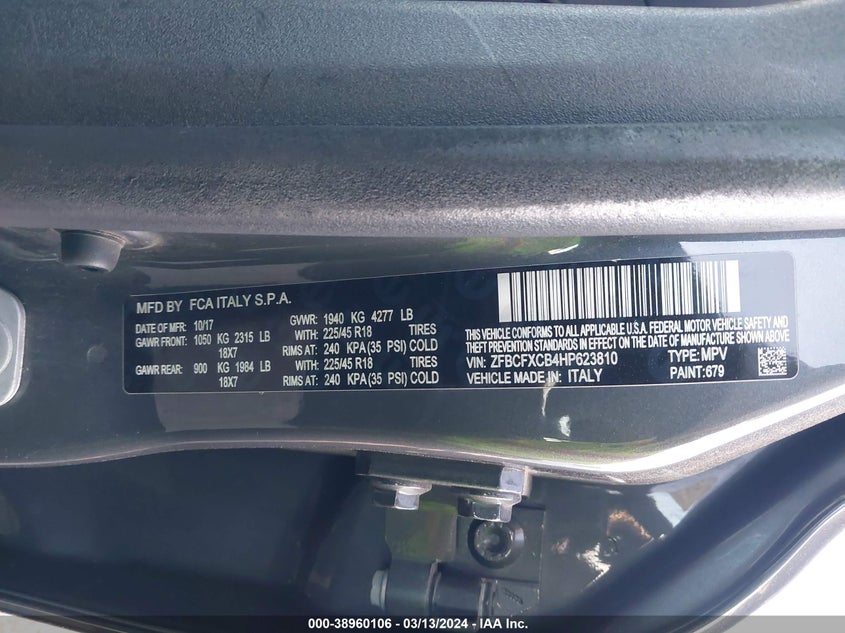 MFD BY FCA ITALY S.P.A.
DATE OF MFR: 10/17 GVWR: 1940 KG 4277 LB
GAWR FRONT: 1050 KG 2315 LB WITH: 225/45 R18 TIRES
18X7 RIMS AT: 240 KPA(35 PSI) COLD
GAWR REAR: 900 KG 1984 LB WITH: 225/45 R18 TIRES
18X7 RIMS AT: 240 KPA(35 PSI) COLD
THIS VEHICLE CONFORMS TO ALL APPLICABLE U.S.A. FEDERAL MOTOR VEHICLE SAFETY AND
THEFT PREVENTION STANDARDS IN EFFECT ON THE DATE OF MANUFACTURE SHOWN ABOVE
VIN: ZFBCFXCB4HP623810 TYPE: MPV
VEHICLE MADE IN: ITALY PAINT:679
000-38960106 - 03/13/2024 - IAA Inc.